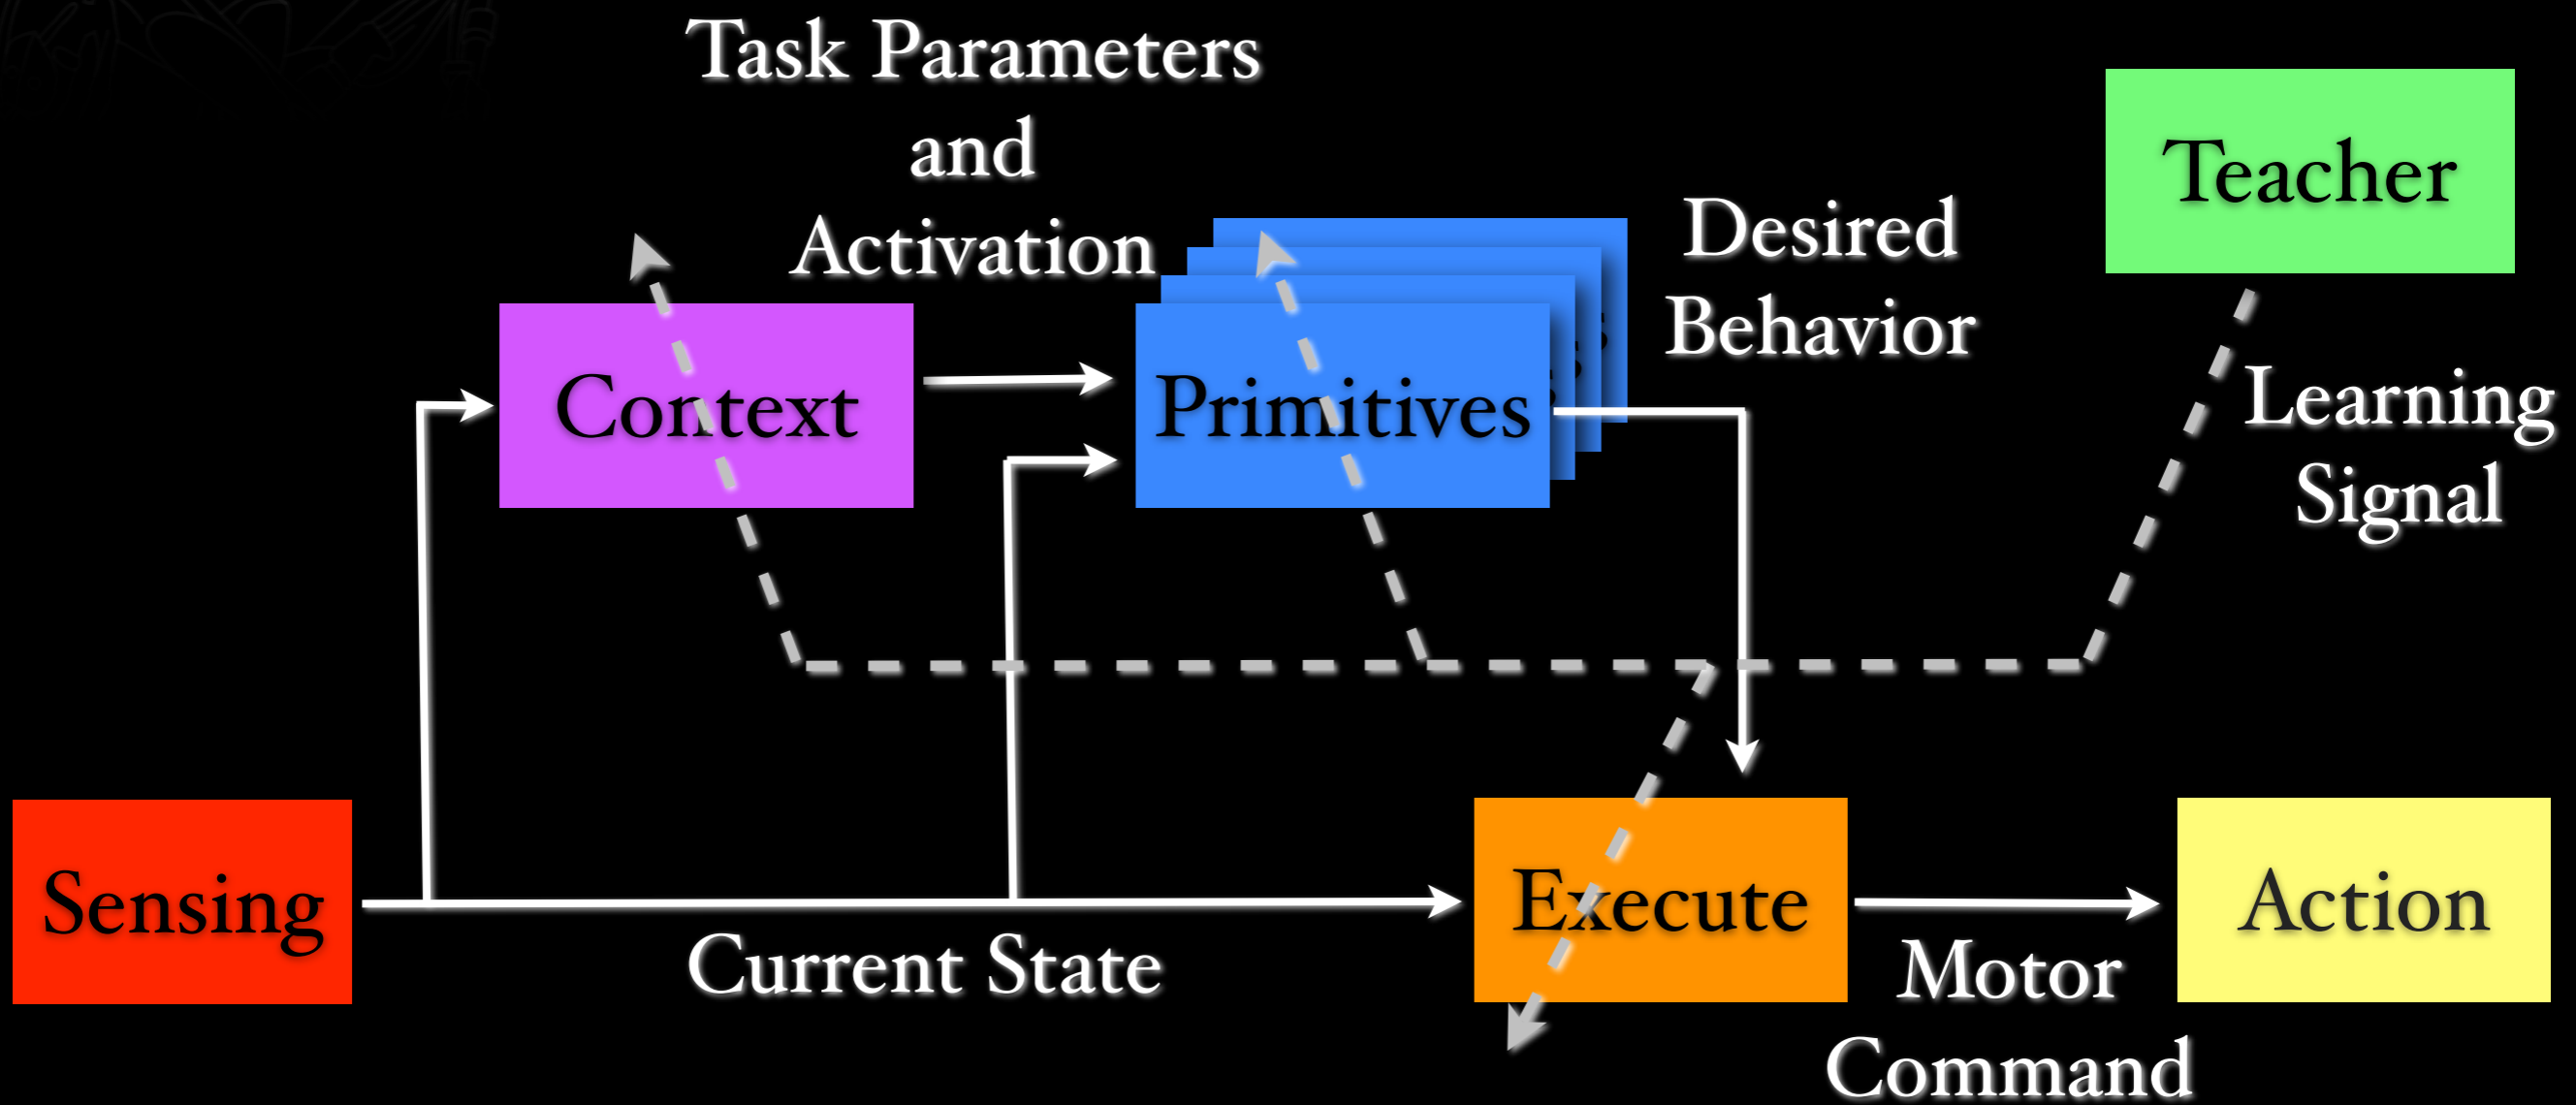 Task Parameters
and
Activation
Teacher
Desired
Behavior
Learning
Signal
Context
Primitives
Sensing
Current State
Execute
Motor
Command
Action